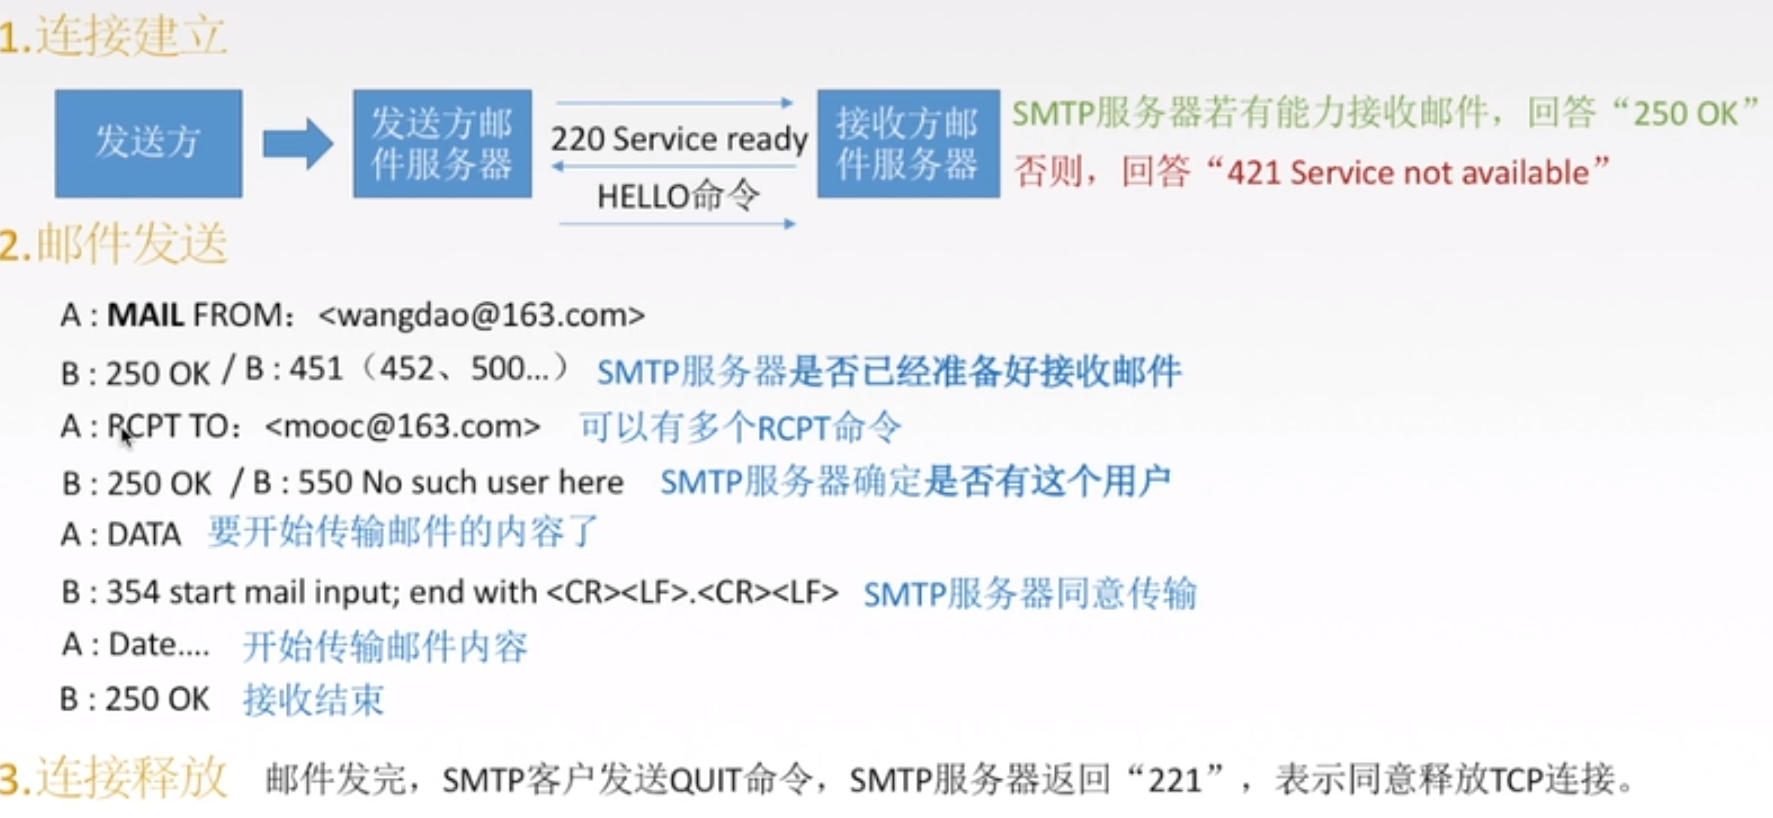 1.连接建立
发送方
发送方邮
件服务器
220 Service ready
HELLO命令
接收方邮
件服务器
SMTP服务器若有能力接收邮件，回答“250 OK”
否则，回答“421 Service not available”
2.邮件发送
A : MAIL FROM：<wangdao@163.com>
B : 250 OK / B : 451（452、500...） SMTP服务器是否已经准备好接收邮件
A : RCPT TO：<mooc@163.com> 可以有多个RCPT命令
B : 250 OK / B : 550 No such user here SMTP服务器确定是否有这个用户
A : DATA 要开始传输邮件的内容了
B : 354 start mail input; end with <CR><LF>.<CR><LF> SMTP服务器同意传输
A : Date.... 开始传输邮件内容
B : 250 OK 接收结束
3.连接释放 邮件发完，SMTP客户发送QUIT命令，SMTP服务器返回“221”，表示同意释放TCP连接。